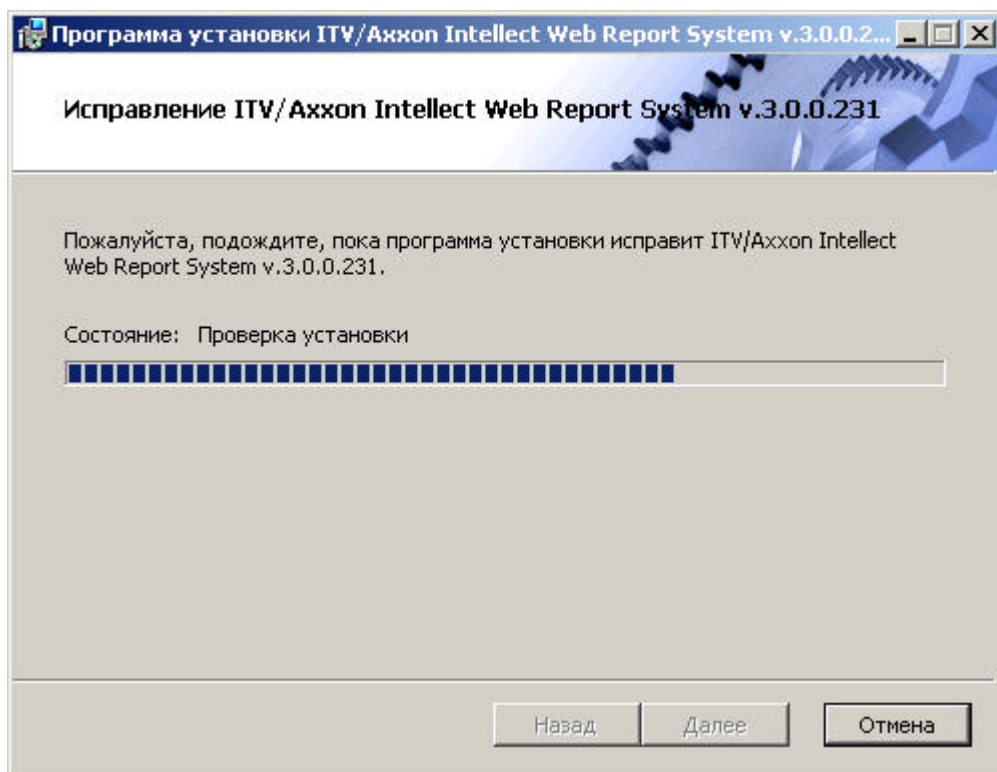 Программа установки ITV/Axxon Intellect Web Report System v.3.0.0.2...
Исправление ITV/Axxon Intellect Web Report System v.3.0.0.231
Пожалуйста, подождите, пока программа установки исправит ITV/Axxon Intellect
Web Report System v.3.0.0.231.
Состояние: Проверка установки
Назад Далее Отмена